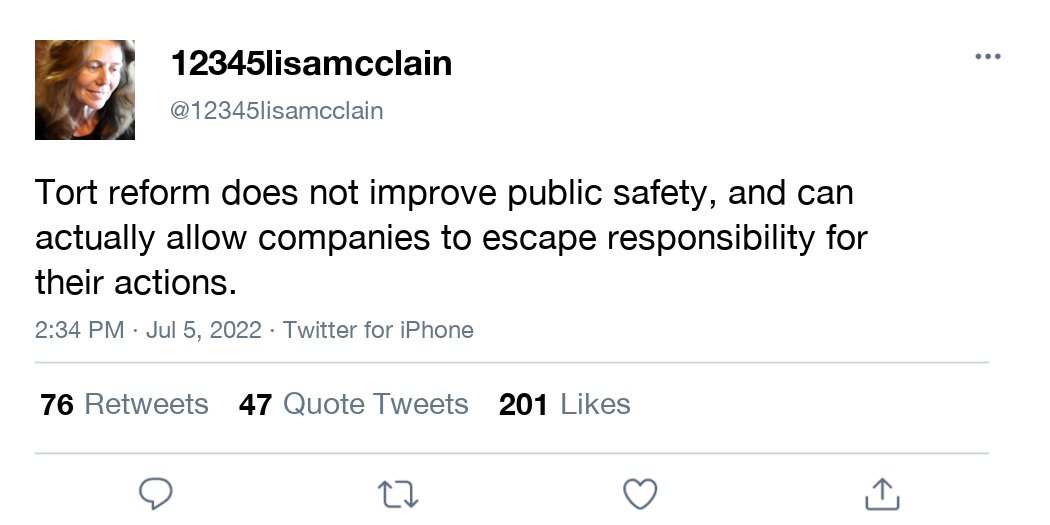 12345lisamcclain
@12345lisamcclain
Tort reform does not improve public safety, and can
actually allow companies to escape responsibility for
their actions.
2:34 PM · Jul 5, 2022 · Twitter for iPhone
76 Retweets 47 Quote Tweets 201 Likes